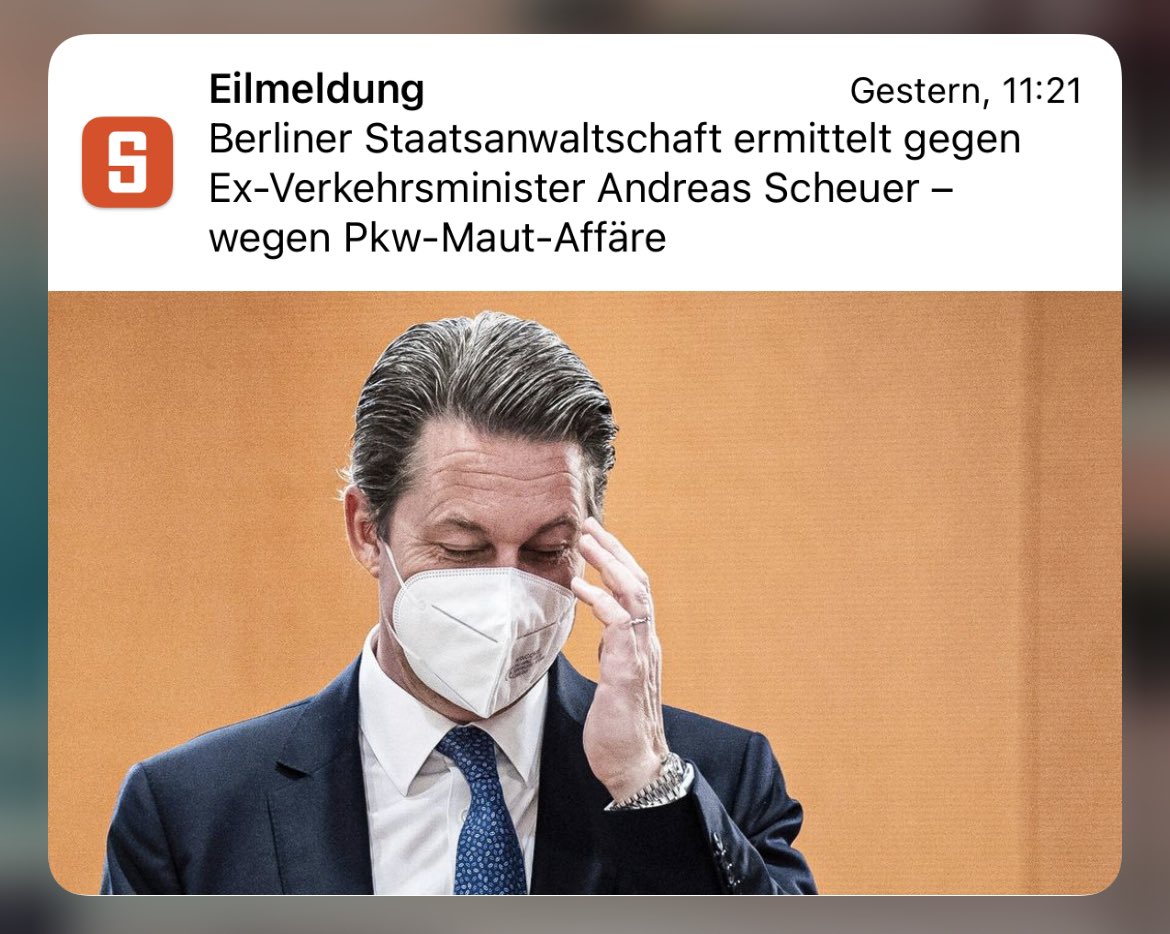 Eilmeldung
Gestern, 11:21
S
Berliner Staatsanwaltschaft ermittelt gegen
Ex-Verkehrsminister Andreas Scheuer –
wegen Pkw-Maut-Affäre